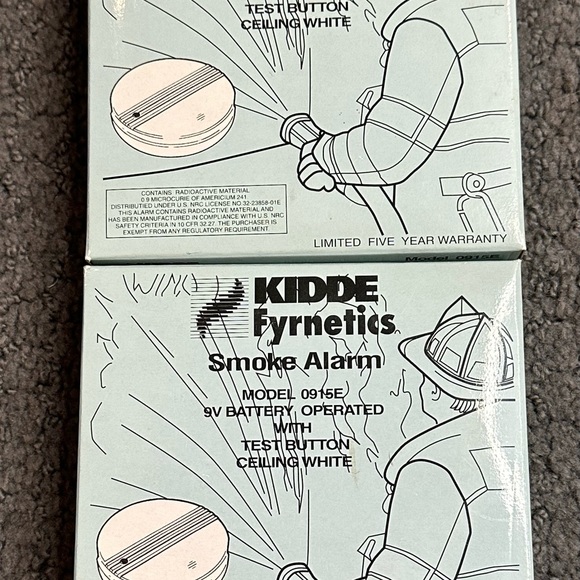 TEST BUTTON
CEILING WHITE
CONTAINS RADIOACTIVE MATERIAL
0.9 MICROCURIE OF AMERICIUM 241
DISTRIBUTED UNDER U.S. NRC LICENSE NO 32-23858-01E
THIS ALARM CONTAINS RADIOACTIVE MATERIAL AND
HAS BEEN MANUFACTURED IN COMPLIANCE WITH U.S. NRC
SAFETY CRITERIA IN 10 CFR 32.27. THE PURCHASER IS
EXEMPT FROM ANY REGULATORY REQUIREMENT.
LIMITED FIVE YEAR WARRANTY
Model 0915E
KIDDE
Fyrnetics
Smoke Alarm
MODEL 0915E
9V BATTERY OPERATED
WITH
TEST BUTTON
CEILING WHITE